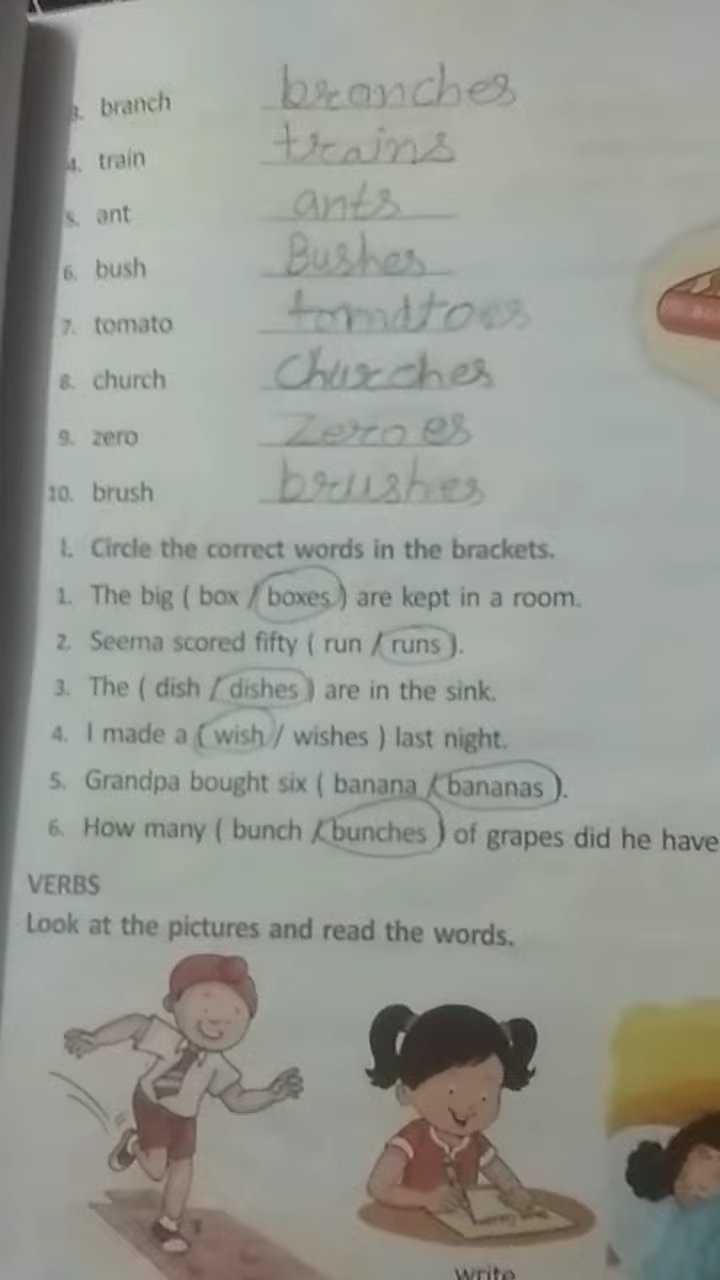 3. branch branches
4. train trains
5. ant ants
6. bush Bushes
7. tomato tomatoes
8. church Churches
9. zero Zeroes
10. brush brushes
I. Circle the correct words in the brackets.
1. The big ( box / boxes ) are kept in a room.
2. Seema scored fifty ( run / runs ).
3. The ( dish / dishes ) are in the sink.
4. I made a ( wish / wishes ) last night.
5. Grandpa bought six ( banana / bananas ).
6. How many ( bunch / bunches ) of grapes did he have
VERBS
Look at the pictures and read the words.
write